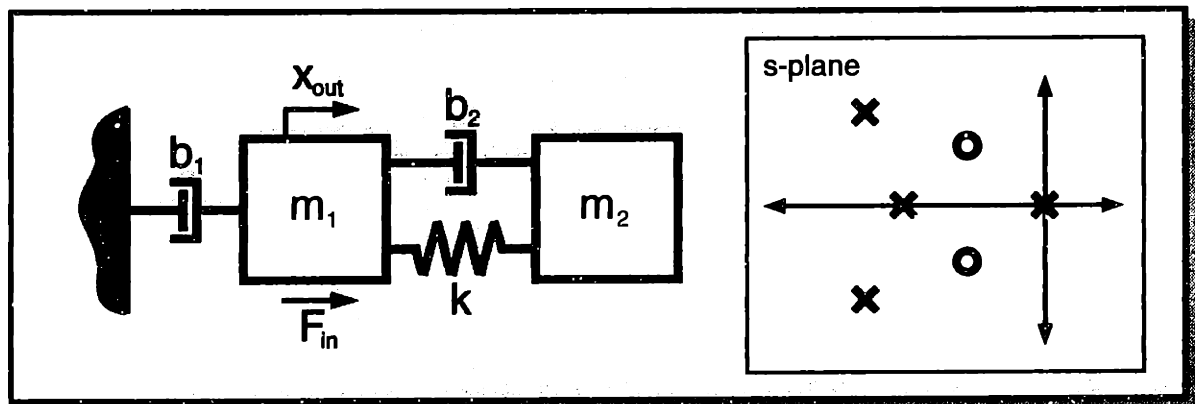 x_out
b_2
b_1
m_1
m_2
k
F_in
s-plane